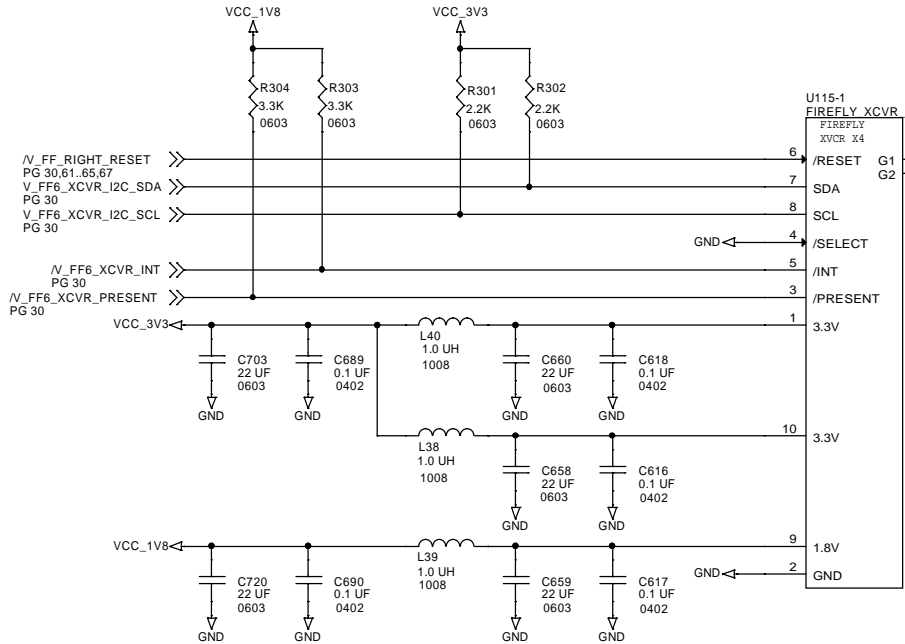 VCC_1V8
VCC_3V3
R304
3.3K
0603
R303
3.3K
0603
R301
2.2K
0603
R302
2.2K
0603
U115-1
FIREFLY_XCVR
FIREFLY
XVCR X4
/V_FF_RIGHT_RESET
PG 30,61..65,67
6
/RESET
G1
G2
V_FF6_XCVR_I2C_SDA
PG 30
7
SDA
V_FF6_XCVR_I2C_SCL
PG 30
8
SCL
GND
4
/SELECT
/V_FF6_XCVR_INT
PG 30
5
/INT
/V_FF6_XCVR_PRESENT
PG 30
3
/PRESENT
VCC_3V3
1
3.3V
L40
1.0 UH
1008
C703
22 UF
0603
C689
0.1 UF
0402
C660
22 UF
0603
C618
0.1 UF
0402
GND
GND
GND
GND
10
3.3V
L38
1.0 UH
1008
C658
22 UF
0603
C616
0.1 UF
0402
GND
GND
VCC_1V8
9
1.8V
L39
1.0 UH
1008
GND
2
GND
C720
22 UF
0603
C690
0.1 UF
0402
C659
22 UF
0603
C617
0.1 UF
0402
GND
GND
GND
GND